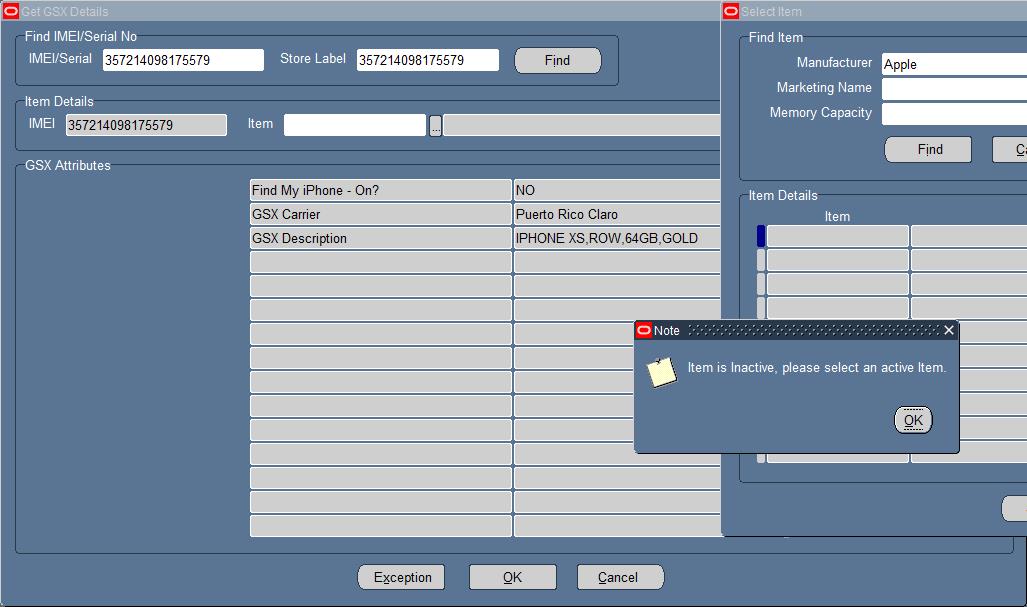 Get GSX Details
Find IMEI/Serial No
IMEI/Serial 357214098175579 Store Label 357214098175579 Find
Item Details
IMEI 357214098175579 Item ...
GSX Attributes
Find My iPhone - On? NO
GSX Carrier Puerto Rico Claro
GSX Description IPHONE XS,ROW,64GB,GOLD
Exception OK Cancel
Select Item
Find Item
Manufacturer Apple
Marketing Name
Memory Capacity
Find Ca
Item Details
Item
Note
Item is Inactive, please select an active Item.
OK